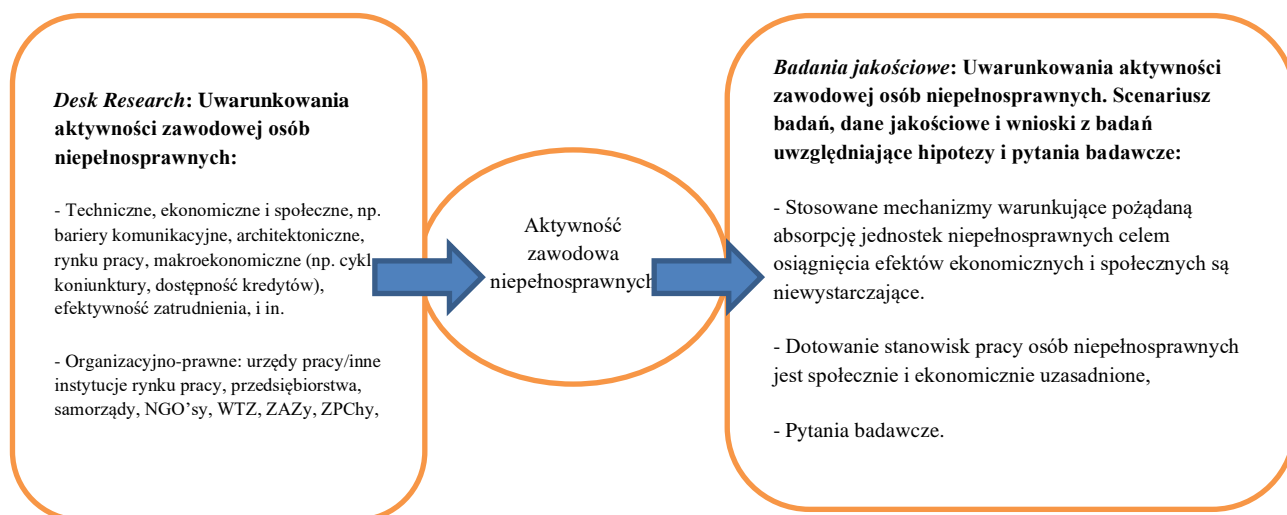 Desk Research: Uwarunkowania
aktywności zawodowej osób
niepełnosprawnych:
- Techniczne, ekonomiczne i społeczne, np.
bariery komunikacyjne, architektoniczne,
rynku pracy, makroekonomiczne (np. cykl
koniunktury, dostępność kredytów),
efektywność zatrudnienia, i in.
- Organizacyjno-prawne: urzędy pracy/inne
instytucje rynku pracy, przedsiębiorstwa,
samorządy, NGO’sy, WTZ, ZAZy, ZPChy,
Aktywność
zawodowa
niepełnosprawnych
Badania jakościowe: Uwarunkowania aktywności
zawodowej osób niepełnosprawnych. Scenariusz
badań, dane jakościowe i wnioski z badań
uwzględniające hipotezy i pytania badawcze:
- Stosowane mechanizmy warunkujące pożądaną
absorpcję jednostek niepełnosprawnych celem
osiągnięcia efektów ekonomicznych i społecznych są
niewystarczające.
- Dotowanie stanowisk pracy osób niepełnosprawnych
jest społecznie i ekonomicznie uzasadnione,
- Pytania badawcze.